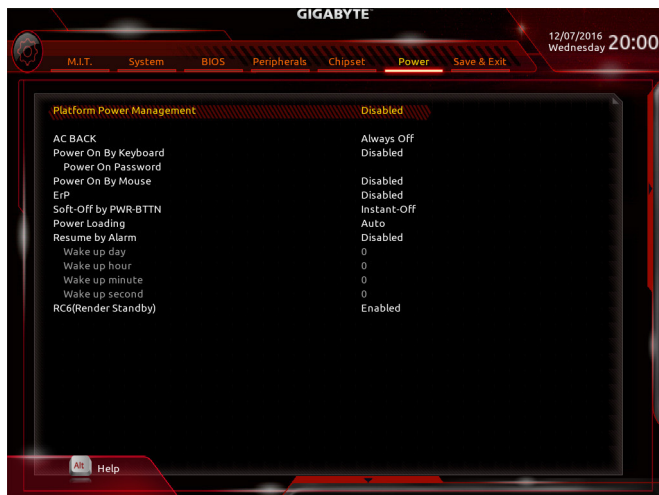 GIGABYTE™
12/07/2016
Wednesday 20:00
M.I.T. System BIOS Peripherals Chipset Power Save & Exit
Platform Power Management Disabled
AC BACK Always Off
Power On By Keyboard Disabled
Power On Password
Power On By Mouse Disabled
ErP Disabled
Soft-Off by PWR-BTTN Instant-Off
Power Loading Auto
Resume by Alarm Disabled
Wake up day 0
Wake up hour 0
Wake up minute 0
Wake up second 0
RC6(Render Standby) Enabled
Alt Help